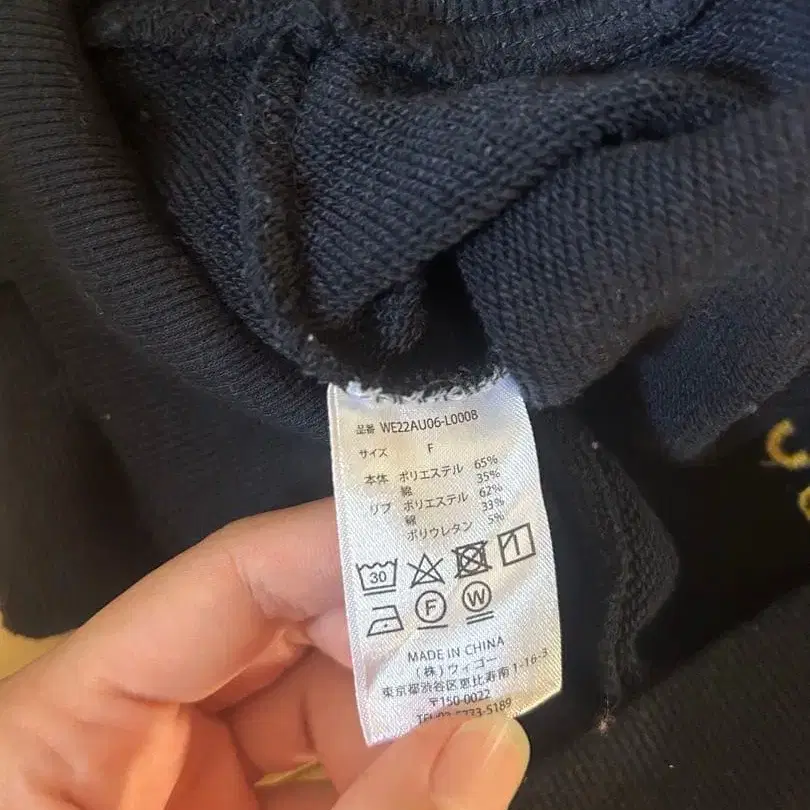 品番 WE22AU06-L0008
サイズ F
本体 ポリエステル 65%
綿 35%
リブ ポリエステル 62%
綿 33%
ポリウレタン 5%
30
F W
MADE IN CHINA
(株)ウィゴー
東京都渋谷区恵比寿南1-16-3
〒150-0022